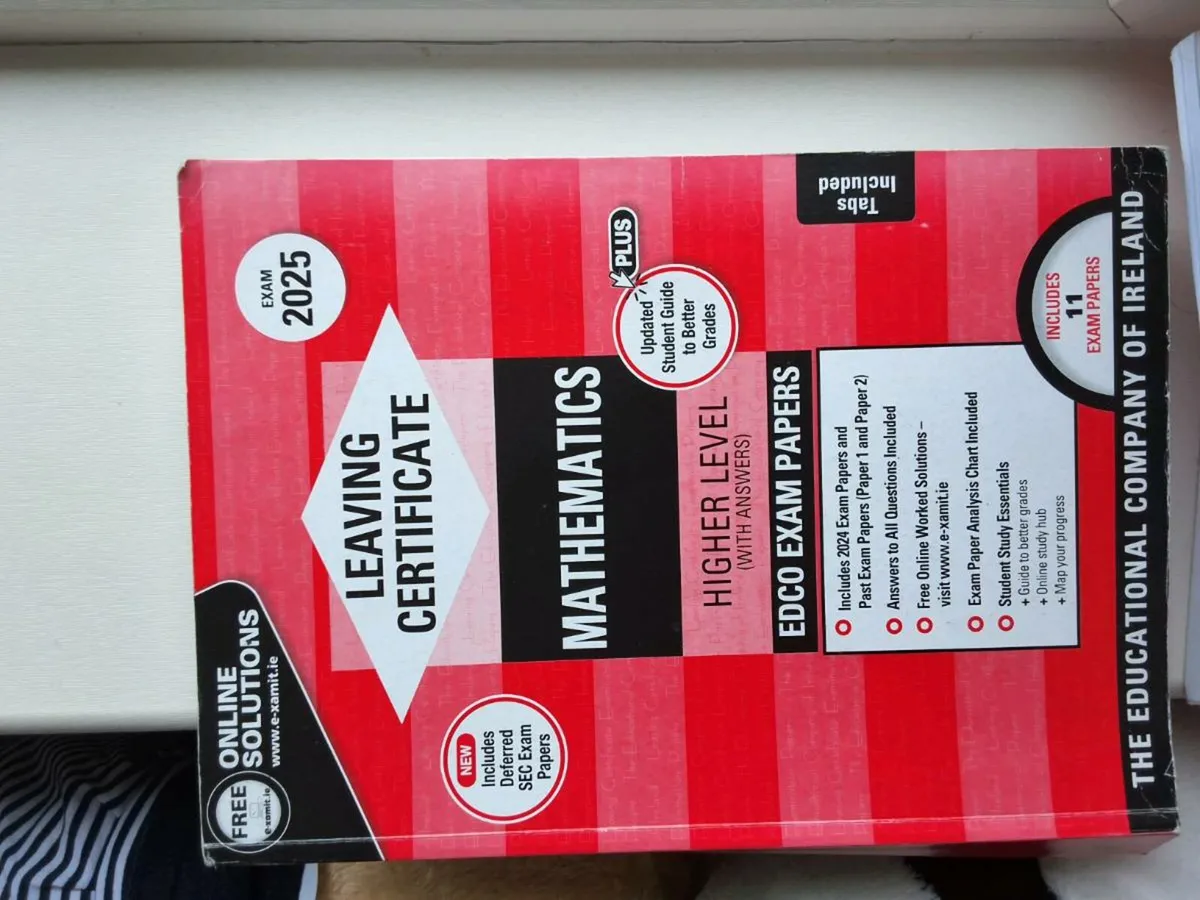 FREE
e-xamit.ie
ONLINE
SOLUTIONS
www.e-xamit.ie
EXAM
2025
LEAVING
CERTIFICATE
NEW
Includes
Deferred
SEC Exam
Papers
MATHEMATICS
PLUS
Updated
Student Guide
to Better
Grades
HIGHER LEVEL
(WITH ANSWERS)
EDCO EXAM PAPERS
Tabs
Included
Includes 2024 Exam Papers and
Past Exam Papers (Paper 1 and Paper 2)
Answers to All Questions Included
Free Online Worked Solutions –
visit www.e-xamit.ie
Exam Paper Analysis Chart Included
Student Study Essentials
+ Guide to better grades
+ Online study hub
+ Map your progress
INCLUDES
11
EXAM PAPERS
THE EDUCATIONAL COMPANY OF IRELAND